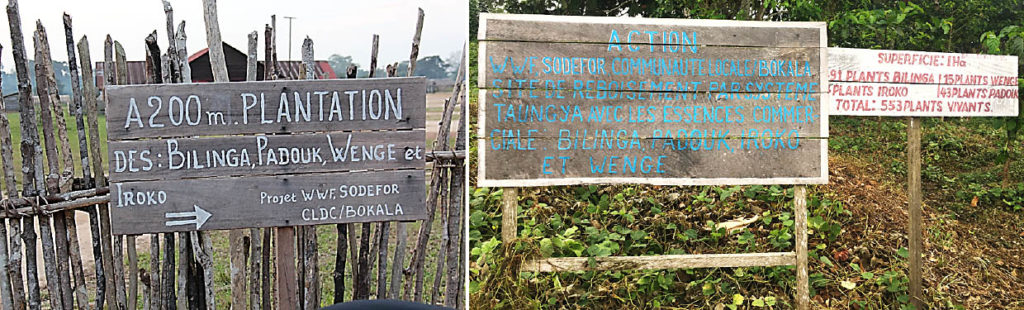 A 200m. PLANTATION
DES : BILINGA, PADOUK, WENGE et
IROKO
PROJET WWF, SODEFOR
CLDC/BOKALA
ACTION
WWF, SODEFOR, COMMUNAUTE LOCALE/BOKALA
SITE DE REBOISEMENT PAR SYSTEME
TAUNGYA AVEC LES ESSENCES COMMER-
CIALE : BILINGA, PADOUK, IROKO
ET WENGE
SUPERFICIE: 1Ha
91 PLANTS BILINGA | 15 PLANTS WENGE
PLANTS IROKO | 43 PLANTS PADOUK
TOTAL: 553 PLANTS VIVANTS.